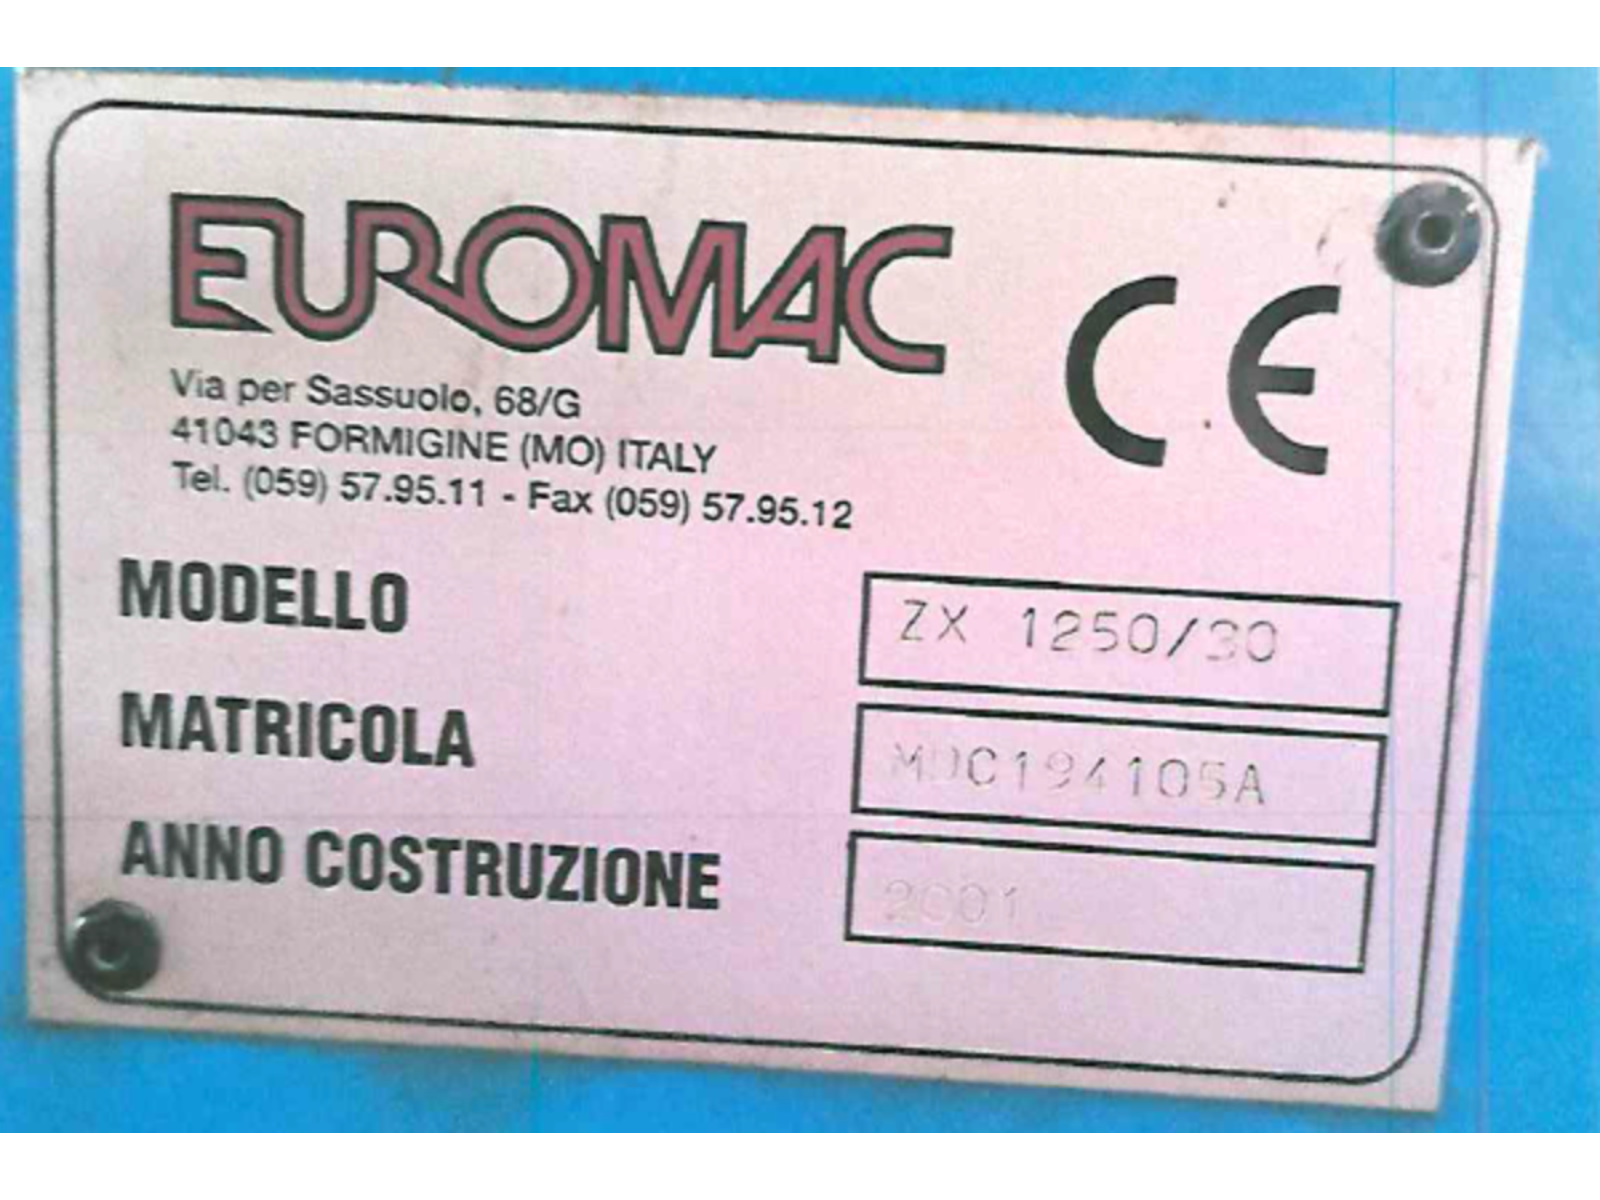 EUROMAC
CE
Via per Sassuolo, 68/G
41043 FORMIGINE (MO) ITALY
Tel. (059) 57.95.11 - Fax (059) 57.95.12
MODELLO ZX 1250/30
MATRICOLA MDC194105A
ANNO COSTRUZIONE 2001